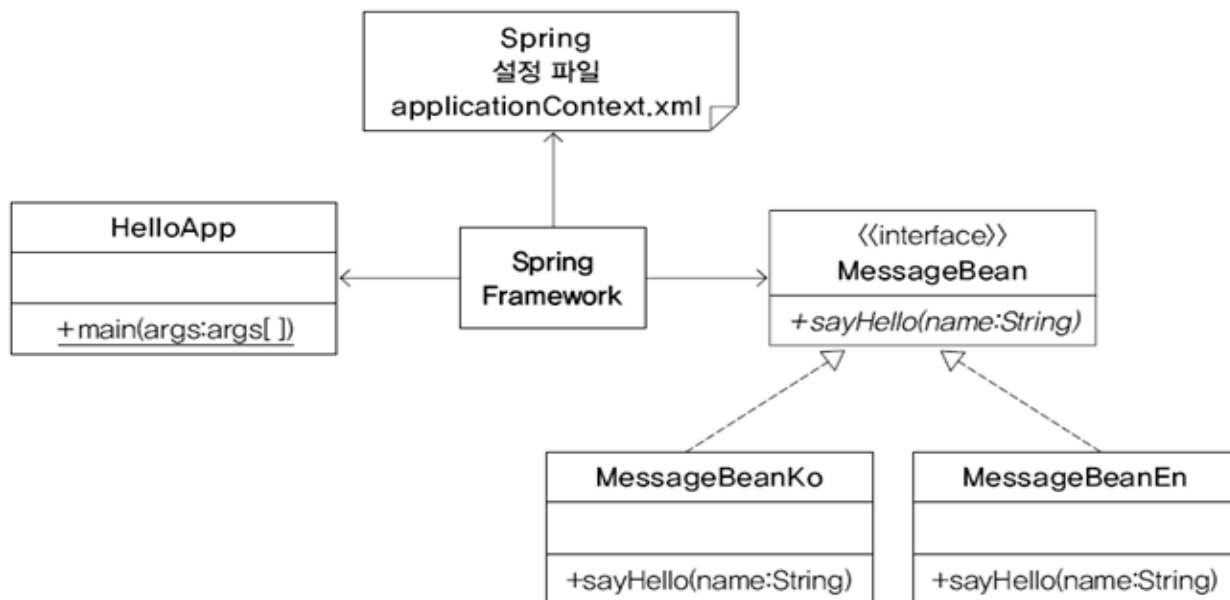 Spring
설정 파일
applicationContext.xml
HelloApp
+main(args:args[ ])
Spring
Framework
《interface》
MessageBean
+sayHello(name:String)
MessageBeanKo
+sayHello(name:String)
MessageBeanEn
+sayHello(name:String)